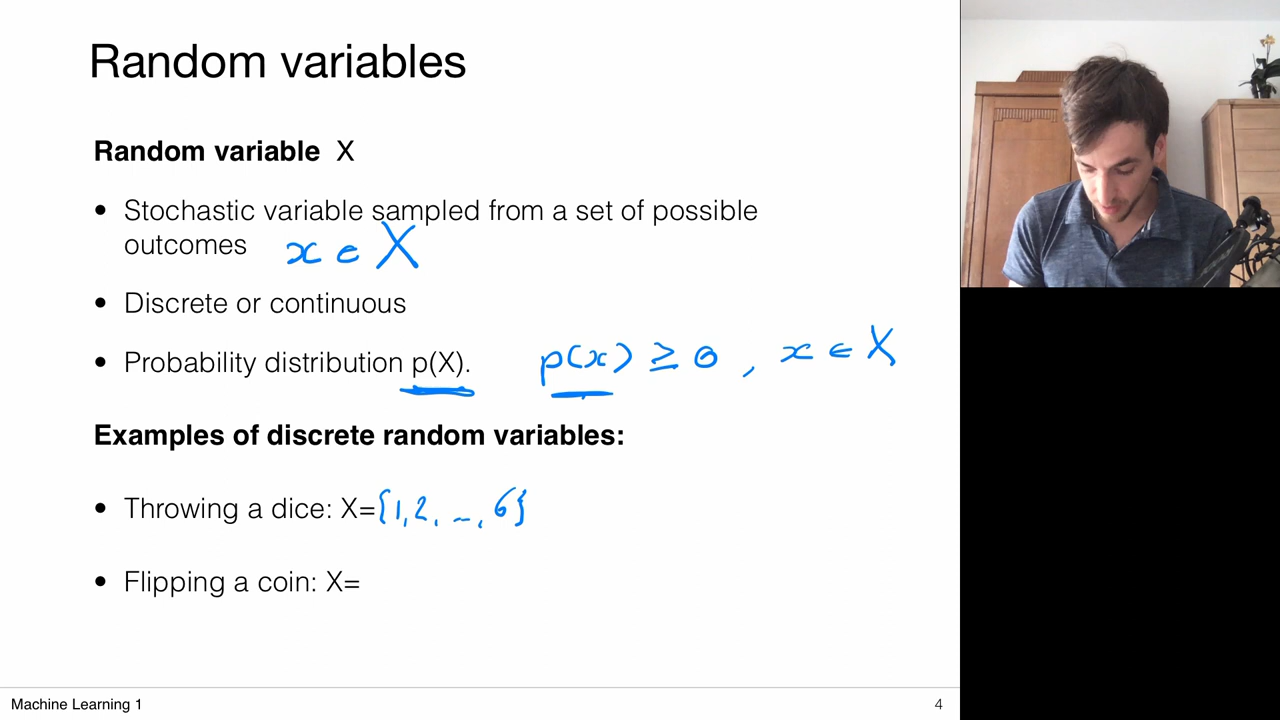 Random variables
Random variable X
• Stochastic variable sampled from a set of possible
outcomes x ∈ X
• Discrete or continuous
• Probability distribution p(X). p(x) ≥ 0 , x ∈ X
Examples of discrete random variables:
• Throwing a dice: X={1,2, ..., 6}
• Flipping a coin: X=
Machine Learning 1
4